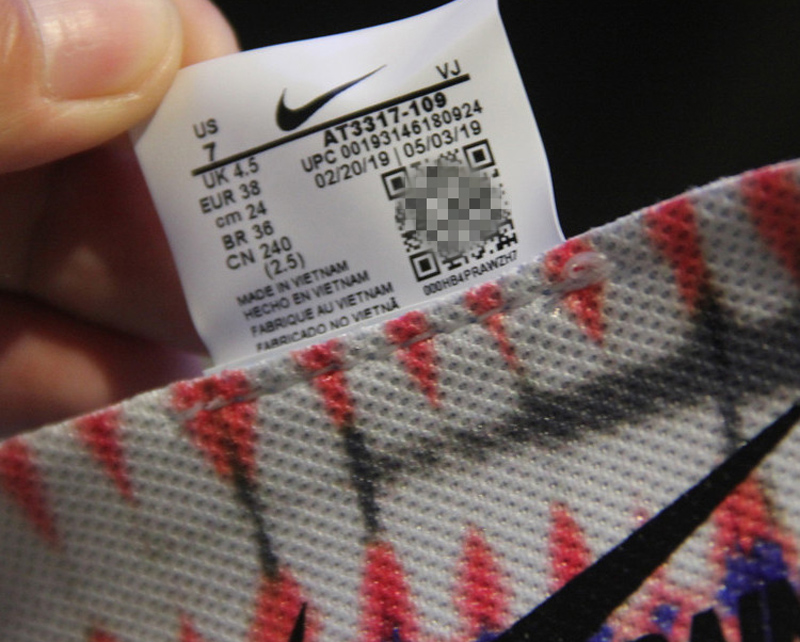 VJ
US
7
AT3317-109
UPC 00193146180924
02/20/19 | 05/03/19
UK 4.5
EUR 38
cm 24
BR 36
CN 240
(2.5)
000HB4PRAWZH7
MADE IN VIETNAM
HECHO EN VIETNAM
FABRIQUE AU VIETNAM
FABRICADO NO VIETNÃ